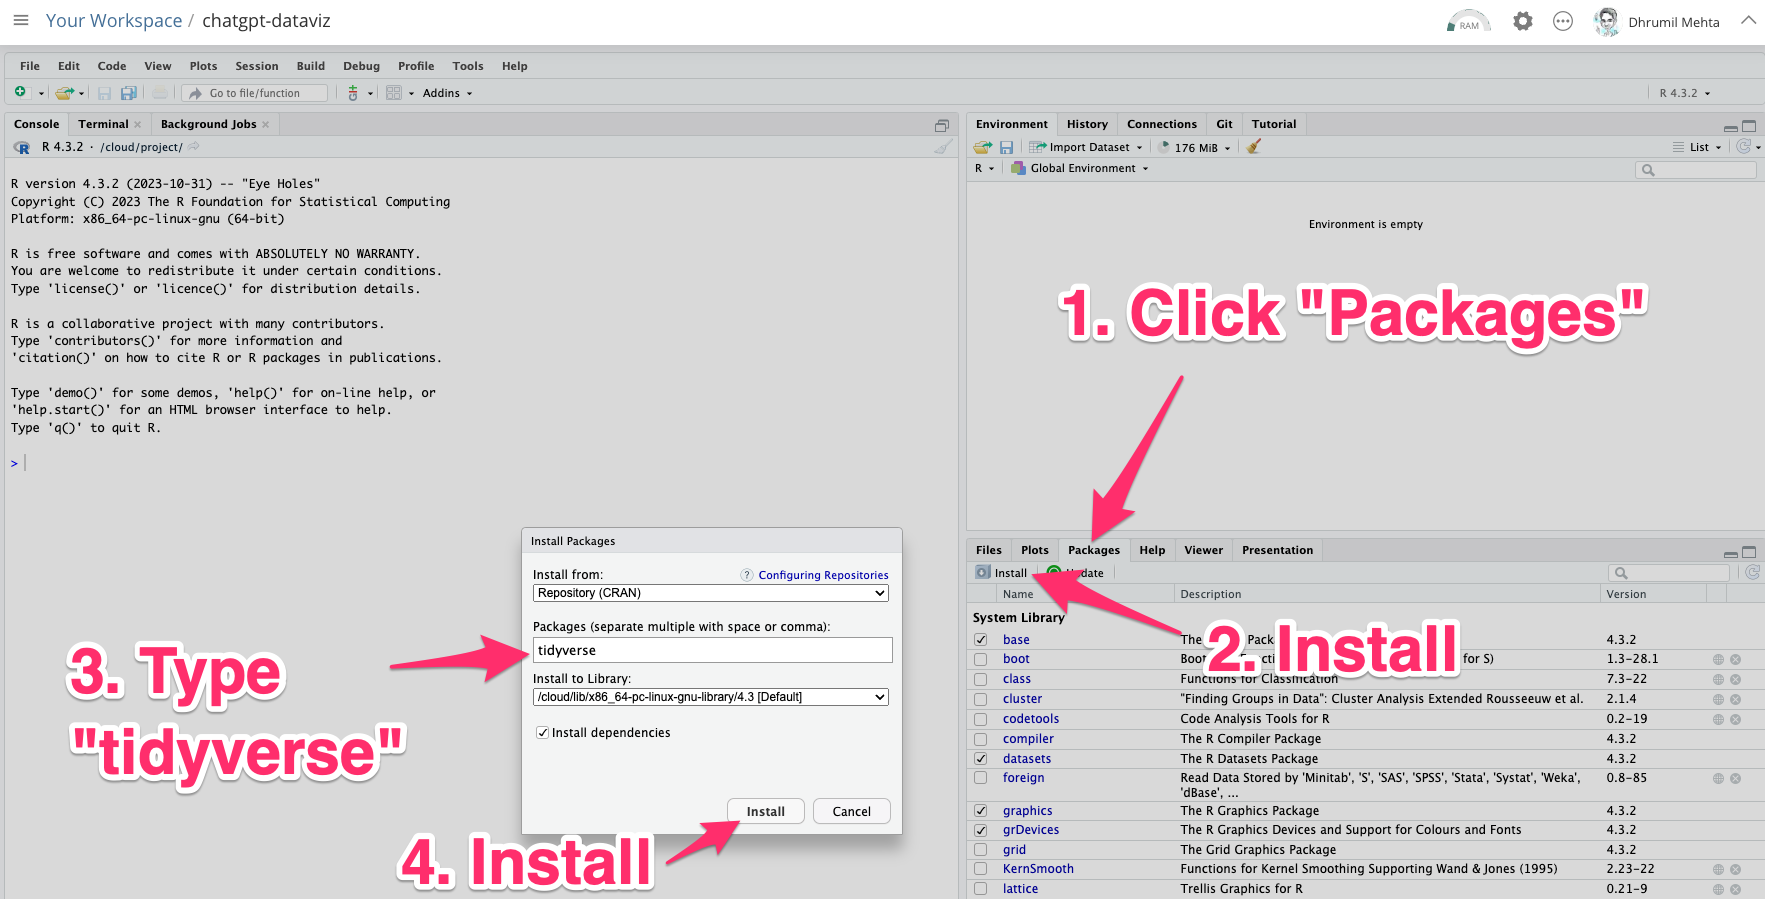 Your Workspace / chatgpt-dataviz
RAM
Dhrumil Mehta
File Edit Code View Plots Session Build Debug Profile Tools Help
Go to file/function
Addins
R 4.3.2
Console Terminal Background Jobs
R 4.3.2 · /cloud/project/
R version 4.3.2 (2023-10-31) -- "Eye Holes"
Copyright (C) 2023 The R Foundation for Statistical Computing
Platform: x86_64-pc-linux-gnu (64-bit)
R is free software and comes with ABSOLUTELY NO WARRANTY.
You are welcome to redistribute it under certain conditions.
Type 'license()' or 'licence()' for distribution details.
R is a collaborative project with many contributors.
Type 'contributors()' for more information and
'citation()' on how to cite R or R packages in publications.
Type 'demo()' for some demos, 'help()' for on-line help, or
'help.start()' for an HTML browser interface to help.
Type 'q()' to quit R.
>
Environment History Connections Git Tutorial
Import Dataset 176 MiB List
R Global Environment
Environment is empty
1. Click "Packages"
Files Plots Packages Help Viewer Presentation
Install
Name Description Version
System Library
base The Pack 4.3.2
boot Boot for S) 1.3-28.1
class Functions for Classification 7.3-22
cluster "Finding Groups in Data": Cluster Analysis Extended Rousseeuw et al. 2.1.4
codetools Code Analysis Tools for R 0.2-19
compiler The R Compiler Package 4.3.2
datasets The R Datasets Package 4.3.2
foreign Read Data Stored by 'Minitab', 'S', 'SAS', 'SPSS', 'Stata', 'Systat', 'Weka', 0.8-85
'dBase', ...
graphics The R Graphics Package 4.3.2
grDevices The R Graphics Devices and Support for Colours and Fonts 4.3.2
grid The Grid Graphics Package 4.3.2
KernSmooth Functions for Kernel Smoothing Supporting Wand & Jones (1995) 2.23-22
lattice Trellis Graphics for R 0.21-9
2. Install
Install Packages
Install from:
? Configuring Repositories
Repository (CRAN)
Packages (separate multiple with space or comma):
tidyverse
Install to Library:
/cloud/lib/x86_64-pc-linux-gnu-library/4.3 [Default]
Install dependencies
Install Cancel
3. Type
"tidyverse"
4. Install